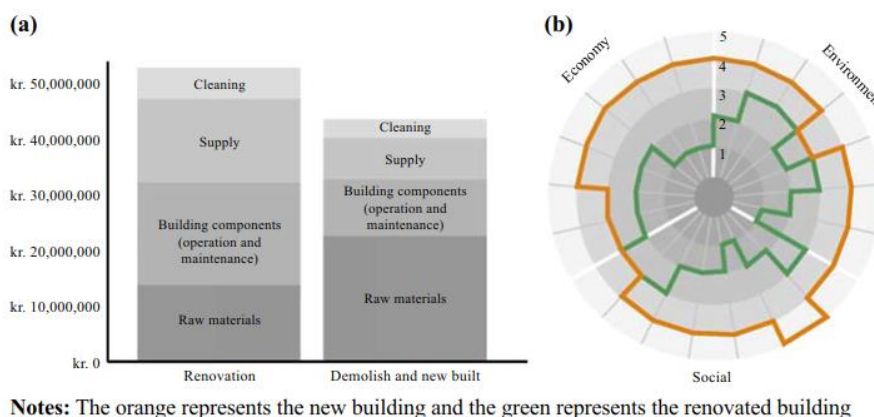 (a)
kr. 50,000,000
kr. 40,000,000
kr. 30,000,000
kr. 20,000,000
kr. 10,000,000
kr. 0
Cleaning
Supply
Building components
(operation and
maintenance)
Raw materials
Renovation
Cleaning
Supply
Building components
(operation and
maintenance)
Raw materials
Demolish and new built
(b)
5
4
3
2
1
Economy
Environment
Social
Notes: The orange represents the new building and the green represents the renovated building